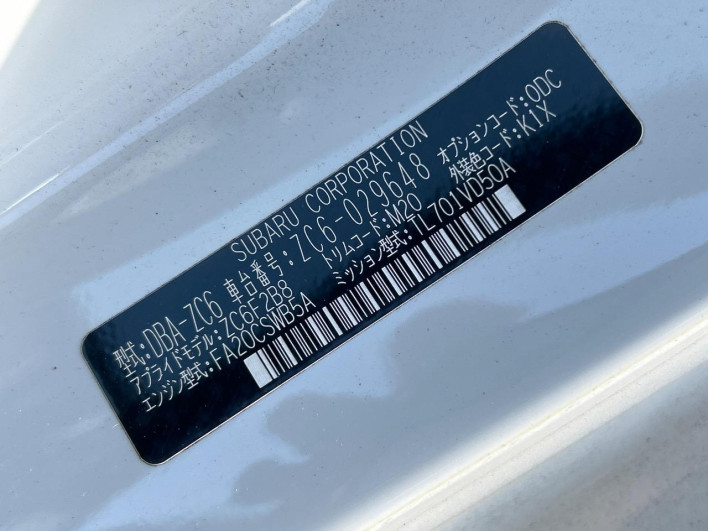 SUBARU CORPORATION
型式:DBA-ZC6 車台番号:ZC6-029648
アプライドモデル:ZC6E2B8 トリムコード:M20 オプションコード:ODC
エンジン型式:FA20CSWB5A ミッション型式:TL701VD50A 外装色コード:K1X